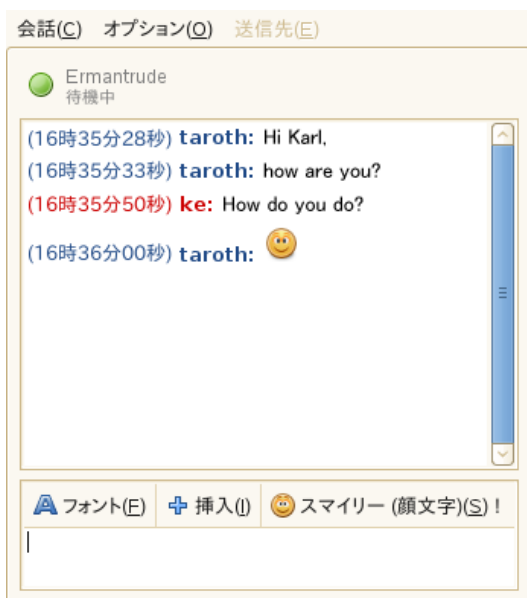 会話(C) オプション(O) 送信先(E)
Ermantrude
待機中
(16時35分28秒) taroth: Hi Karl,
(16時35分33秒) taroth: how are you?
(16時35分50秒) ke: How do you do?
(16時36分00秒) taroth:
フォント(F) 挿入(I) スマイリー (顔文字)(S) !